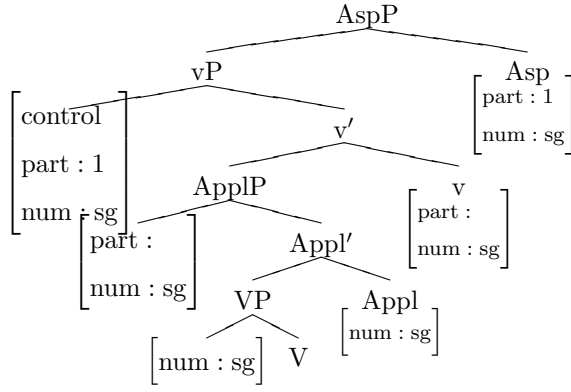 AspP
vP
Asp
control
part : 1
num : sg
part : 1
num : sg
v′
ApplP
v
part :
num : sg
part :
num : sg
Appl′
VP
Appl
num : sg
num : sg
V